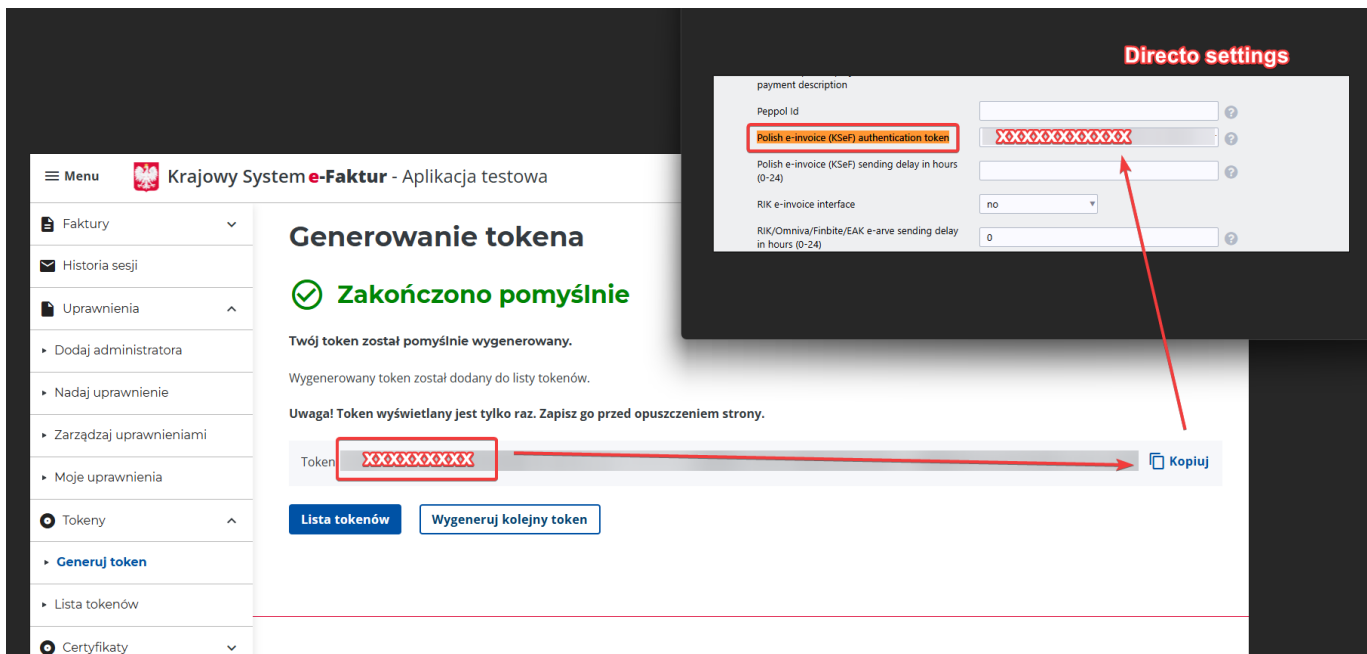 Directo settings
payment description
Peppol Id
Polish e-invoice (KSeF) authentication token
Polish e-invoice (KSeF) sending delay in hours
(0-24)
RIK e-invoice interface
no
RIK/Omniva/Finbite/EAK e-arve sending delay
in hours (0-24)
0
Menu
Krajowy System e-Faktur - Aplikacja testowa
Faktury
Historia sesji
Uprawnienia
Dodaj administratora
Nadaj uprawnienie
Zarządzaj uprawnieniami
Moje uprawnienia
Tokeny
Generuj token
Lista tokenów
Certyfikaty
Generowanie tokena
Zakończono pomyślnie
Twój token został pomyślnie wygenerowany.
Wygenerowany token został dodany do listy tokenów.
Uwaga! Token wyświetlany jest tylko raz. Zapisz go przed opuszczeniem strony.
Token
Kopiuj
Lista tokenów
Wygeneruj kolejny token